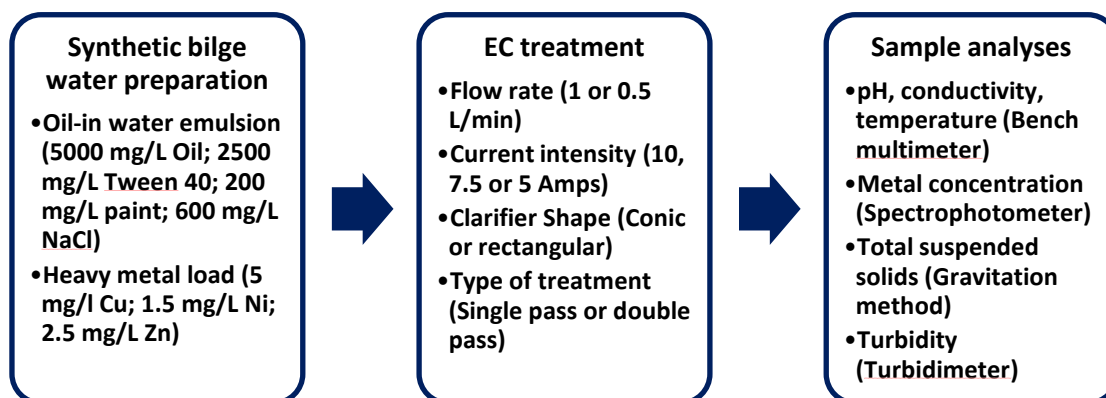 Synthetic bilge
water preparation
•Oil-in water emulsion
(5000 mg/L Oil; 2500
mg/L Tween 40; 200
mg/L paint; 600 mg/L
NaCl)
•Heavy metal load (5
mg/l Cu; 1.5 mg/L Ni;
2.5 mg/L Zn)
EC treatment
•Flow rate (1 or 0.5
L/min)
•Current intensity (10,
7.5 or 5 Amps)
•Clarifier Shape (Conic
or rectangular)
•Type of treatment
(Single pass or double
pass)
Sample analyses
•pH, conductivity,
temperature (Bench
multimeter)
•Metal concentration
(Spectrophotometer)
•Total suspended
solids (Gravitation
method)
•Turbidity
(Turbidimeter)